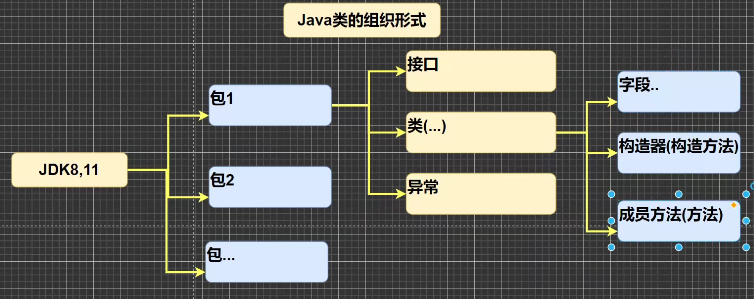 Java类的组织形式
JDK8,11
包1
包2
包...
接口
类(...)
异常
字段..
构造器(构造方法)
成员方法(方法)